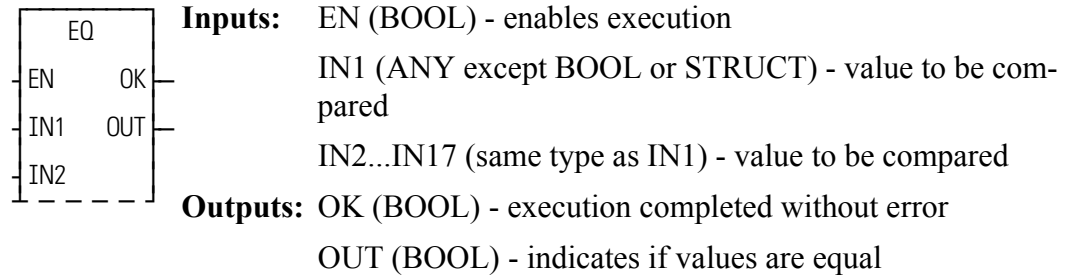 EQ
EN OK
IN1 OUT
IN2
Inputs: EN (BOOL) - enables execution
IN1 (ANY except BOOL or STRUCT) - value to be com-
pared
IN2...IN17 (same type as IN1) - value to be compared
Outputs: OK (BOOL) - execution completed without error
OUT (BOOL) - indicates if values are equal